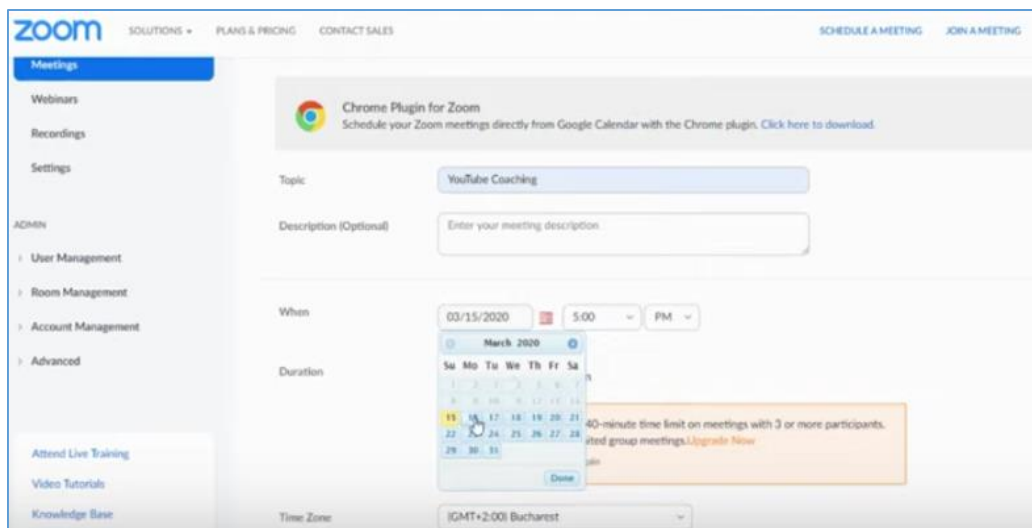 zoom SOLUTIONS PLANS & PRICING CONTACT SALES SCHEDULE A MEETING JOIN A MEETING
Meetings
Webinars
Recordings
Settings
ADMIN
User Management
Room Management
Account Management
Advanced
Attend Live Training
Video Tutorials
Knowledge Base
Chrome Plugin for Zoom
Schedule your Zoom meetings directly from Google Calendar with the Chrome plugin. Click here to download.
Topic YouTube Coaching
Description (Optional) Enter your meeting description
When 03/15/2020 5:00 PM
March 2020
Su Mo Tu We Th Fr Sa
15 16 17 18 19 20 21
22 24 25 26 27 28
29 30 31
Done
Duration
40-minute time limit on meetings with 3 or more participants.
ited group meetings. Upgrade Now
Time Zone (GMT+2:00) Bucharest